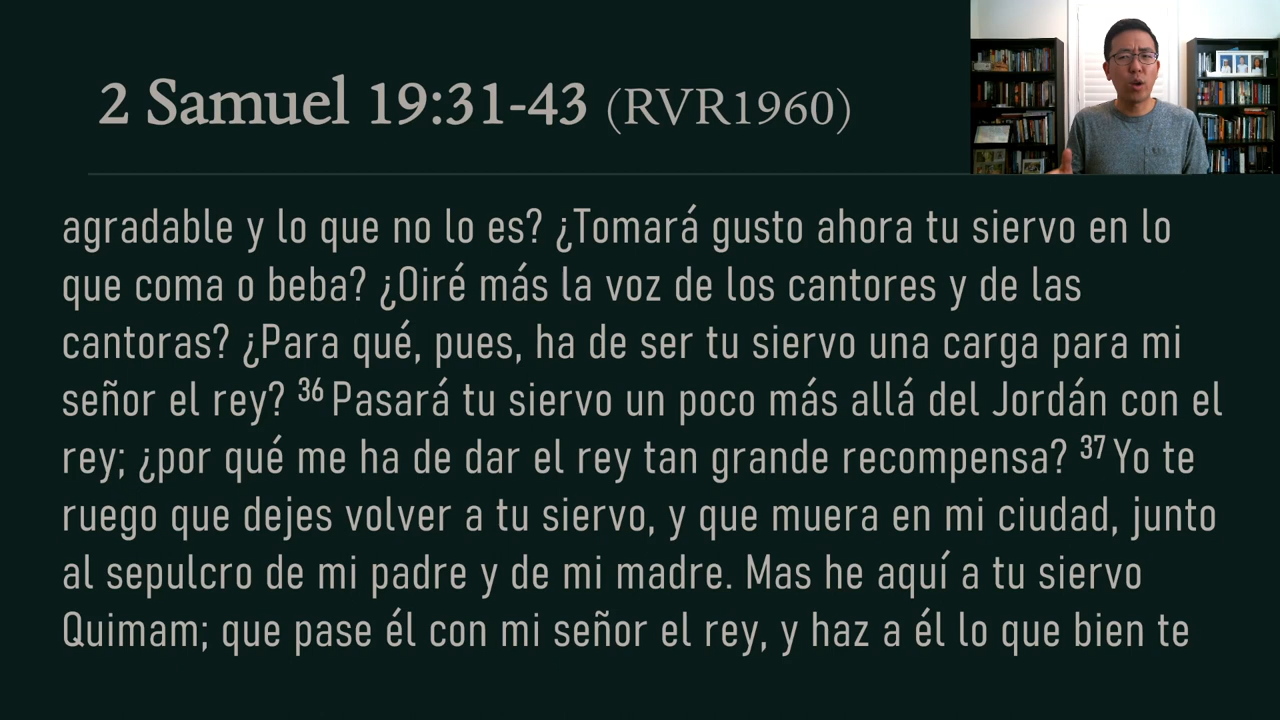 2 Samuel 19:31-43 (RVR1960)
agradable y lo que no lo es? ¿Tomará gusto ahora tu siervo en lo
que coma o beba? ¿Oiré más la voz de los cantores y de las
cantoras? ¿Para qué, pues, ha de ser tu siervo una carga para mi
señor el rey? ³⁶ Pasará tu siervo un poco más allá del Jordán con el
rey; ¿por qué me ha de dar el rey tan grande recompensa? ³⁷ Yo te
ruego que dejes volver a tu siervo, y que muera en mi ciudad, junto
al sepulcro de mi padre y de mi madre. Mas he aquí a tu siervo
Quimam; que pase él con mi señor el rey, y haz a él lo que bien te